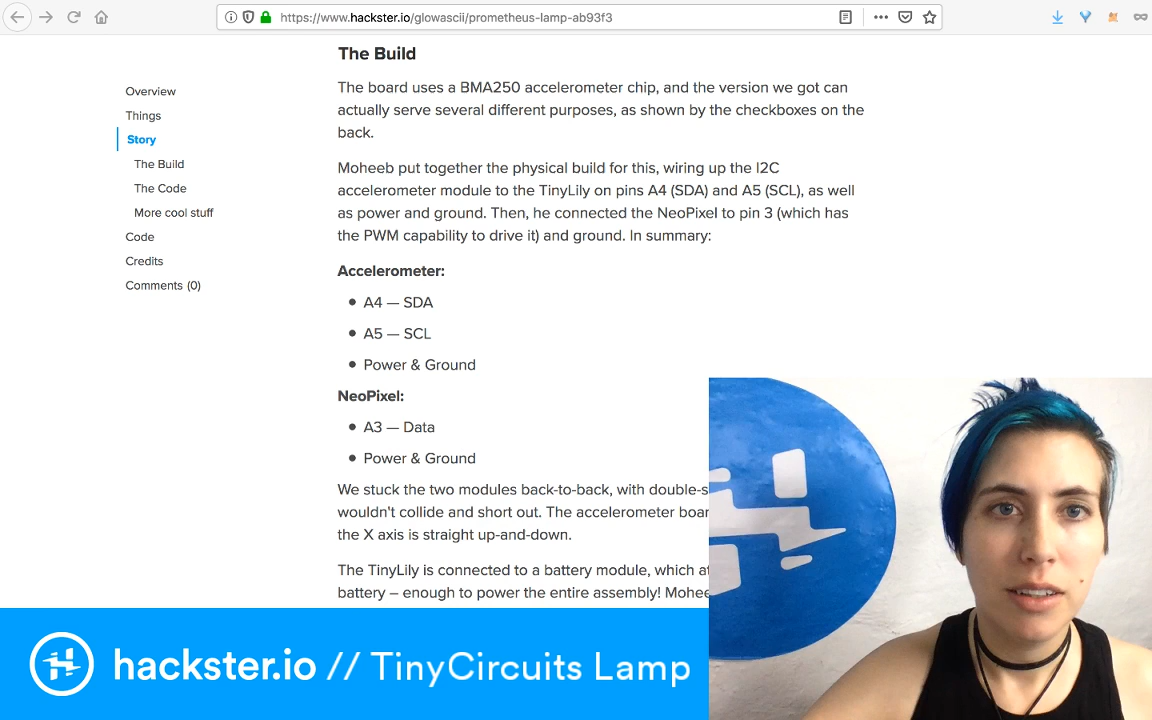 https://www.hackster.io/glowascii/prometheus-lamp-ab93f3
The Build
Overview
Things
Story
The Build
The Code
More cool stuff
Code
Credits
Comments (0)
The board uses a BMA250 accelerometer chip, and the version we got can
actually serve several different purposes, as shown by the checkboxes on the
back.
Moheeb put together the physical build for this, wiring up the I2C
accelerometer module to the TinyLily on pins A4 (SDA) and A5 (SCL), as well
as power and ground. Then, he connected the NeoPixel to pin 3 (which has
the PWM capability to drive it) and ground. In summary:
Accelerometer:
A4 — SDA
A5 — SCL
Power & Ground
NeoPixel:
A3 — Data
Power & Ground
We stuck the two modules back-to-back, with double-s
wouldn't collide and short out. The accelerometer boar
the X axis is straight up-and-down.
The TinyLily is connected to a battery module, which at
battery – enough to power the entire assembly! Mohee
hackster.io // TinyCircuits Lamp